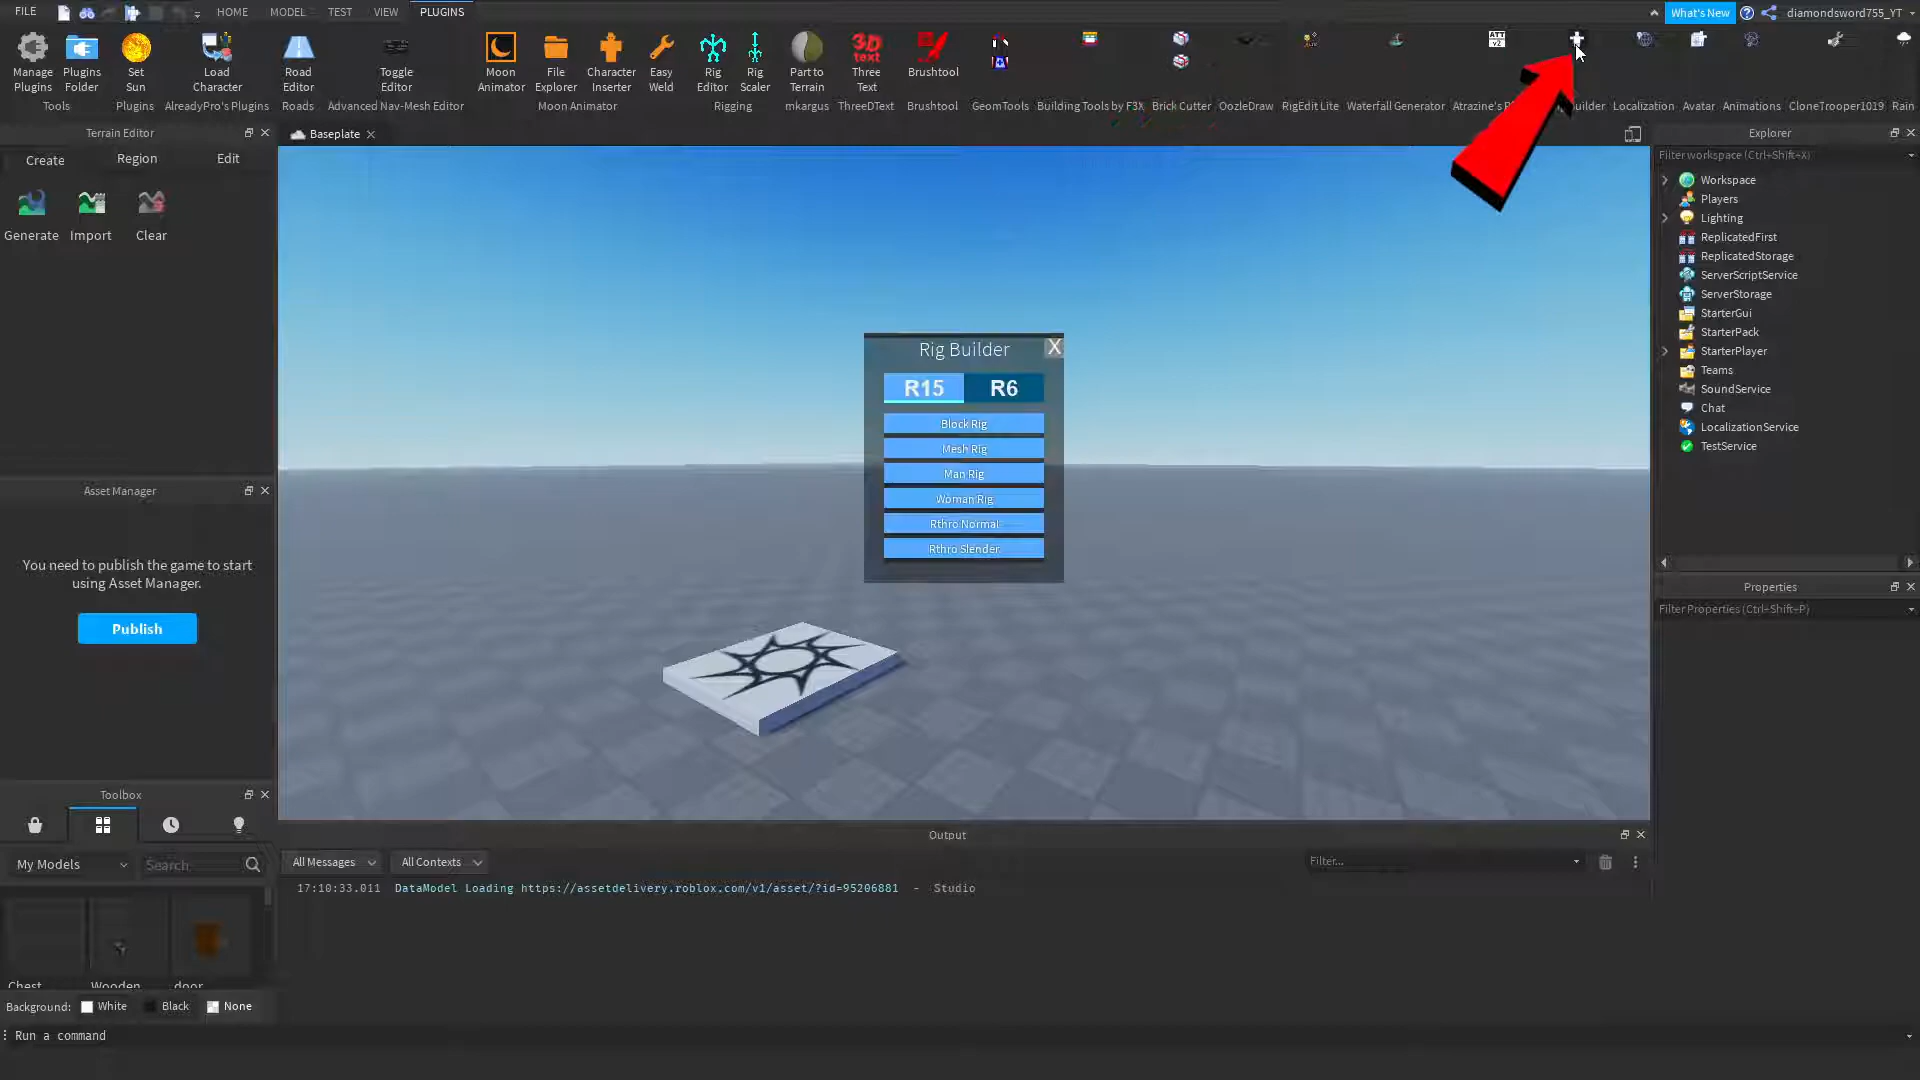 FILE HOME MODEL TEST VIEW PLUGINS What's New diamondsword755_YT
Manage Plugins
Plugins Folder
Set Sun
Load Character
Road Editor
Toggle Editor
Moon Animator
File Explorer
Character Inserter
Easy Weld
Rig Editor
Rig Scaler
Part to Terrain
3D text
Three Text
Brushtool
ATT v2
Tools Plugins AlreadyPro's Plugins Roads Advanced Nav-Mesh Editor Moon Animator Rigging mkargus ThreeDText Brushtool GeomTools Building Tools by F3X Brick Cutter OozleDraw RigEdit Lite Waterfall Generator Atrazine's Localization Avatar Animations CloneTrooper1019 Rain
Terrain Editor
Create Region Edit
Generate Import Clear
Baseplate
Rig Builder X
R15 R6
Block Rig
Mesh Rig
Man Rig
Woman Rig
Rthro Normal
Rthro Slender
Explorer
Filter workspace (Ctrl+Shift+X)
Workspace
Players
Lighting
ReplicatedFirst
ReplicatedStorage
ServerScriptService
ServerStorage
StarterGui
StarterPack
StarterPlayer
Teams
SoundService
Chat
LocalizationService
TestService
Properties
Filter Properties (Ctrl+Shift+P)
Asset Manager
You need to publish the game to start
using Asset Manager.
Publish
Toolbox
My Models Search
Chest Wooden door
Background: White Black None
Output
All Messages All Contexts Filter...
17:10:33.011 DataModel Loading https://assetdelivery.roblox.com/v1/asset/?id=95206881 - Studio
Run a command